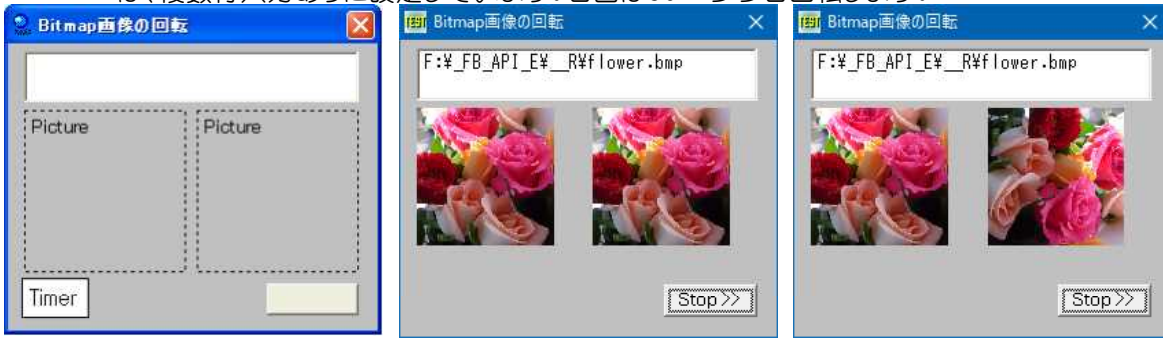 Bitmap画像の回転
Picture
Picture
Timer
Bitmap画像の回転
F:¥_FB_API_E¥__R¥flower.bmp
Stop>>
Bitmap画像の回転
F:¥_FB_API_E¥__R¥flower.bmp
Stop>>